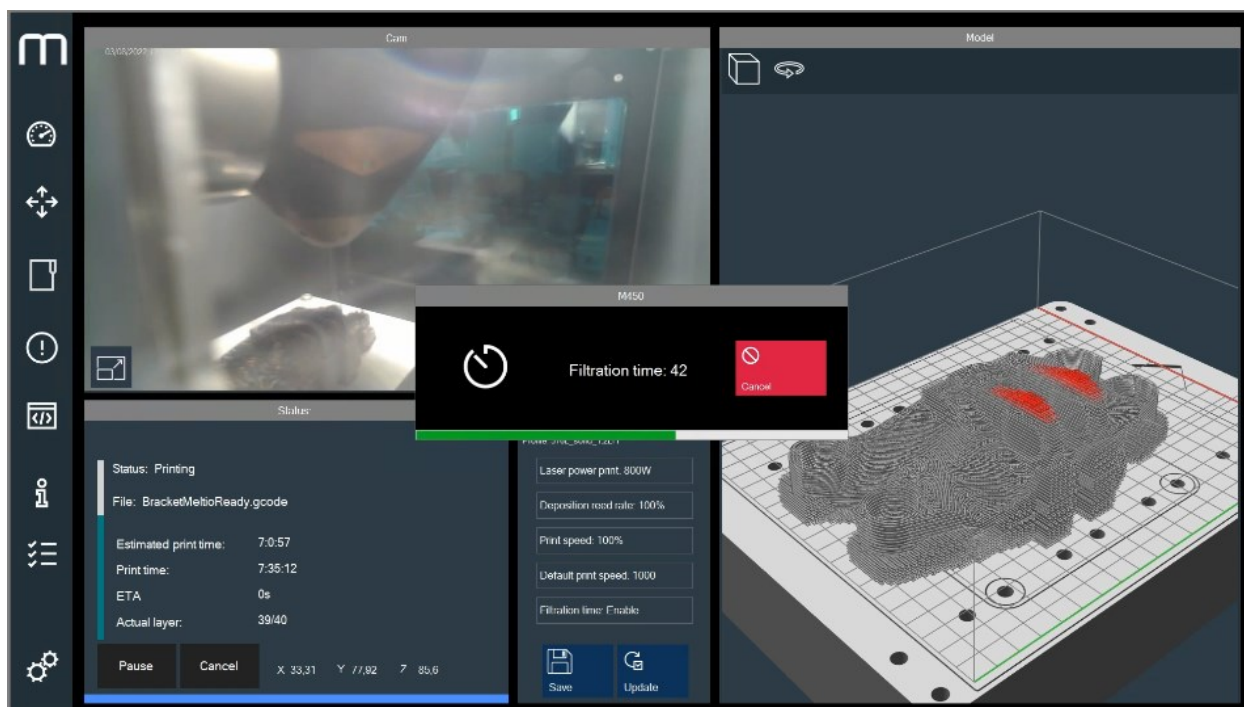 m
Cam
Model
M450
Filtration time: 42
Cancel
Status:
Status: Printing
File: BracketMeltioReady.gcode
Estimated print time: 7:0:57
Print time: 7:35:12
ETA 0s
Actual layer: 39/40
Pause
Cancel
X 33,31 Y 77,92 Z 85,6
Laser power print. 800W
Deposition reed rate: 100%
Print speed: 100%
Default print speed. 1000
Filtration time: Enable
Save
Update